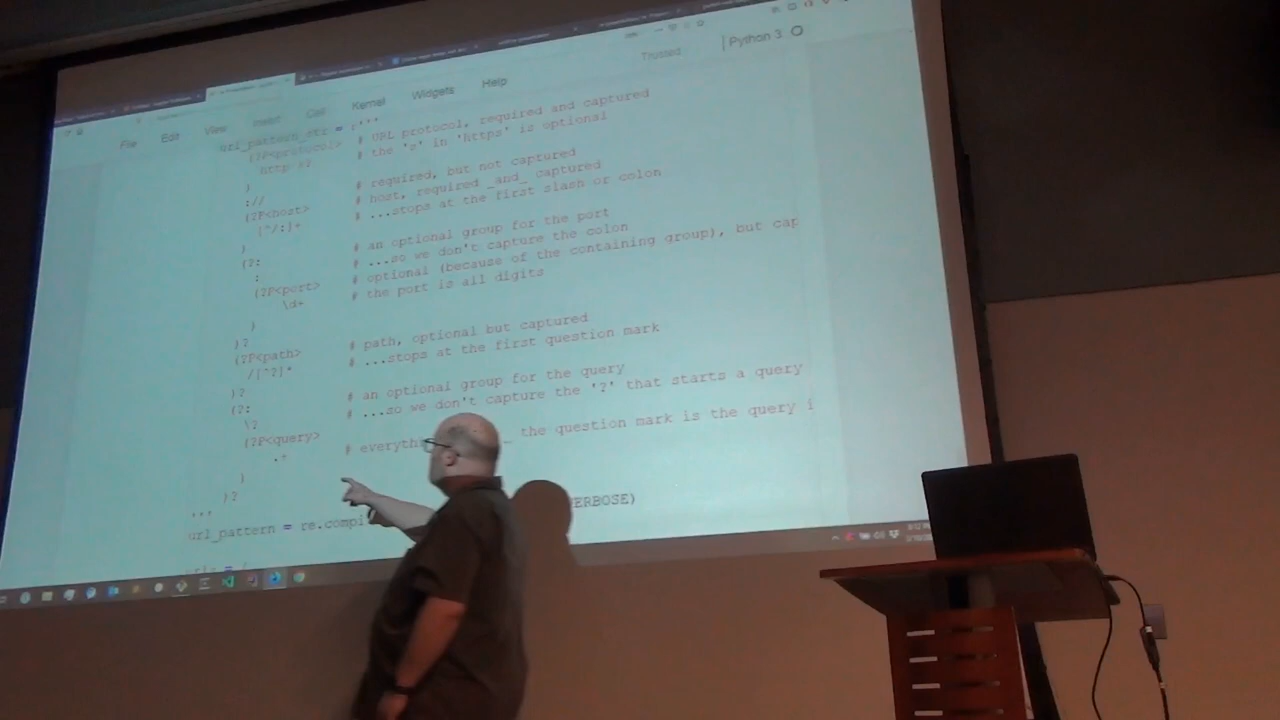 Trusted
Python 3
File Edit View Insert Cell Kernel Widgets Help
url_pattern_str = r'''
(?P<protocol> # URL protocol, required and captured
http s? # the 's' in 'https' is optional
)
:// # required, but not captured
(?P<host> # host, required _and_ captured
[^/:]+ # ...stops at the first slash or colon
)
(?: # an optional group for the port
: # ...so we don't capture the colon
(?P<port> # optional (because of the containing group), but cap
\d+ # the port is all digits
)
)?
(?P<path> # path, optional but captured
/[^?]* # ...stops at the first question mark
)?
(?: # an optional group for the query
\? # ...so we don't capture the '?' that starts a query
(?P<query>
.+ # everythi the question mark is the query i
)
)?
'''
url_pattern = re.compi ERBOSE)